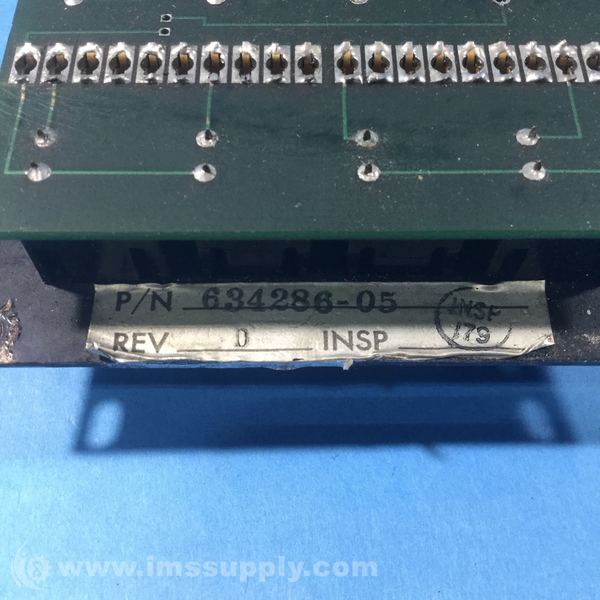 P/N 634286-05
REV D INSP
INSP
179
www.imssupply.com